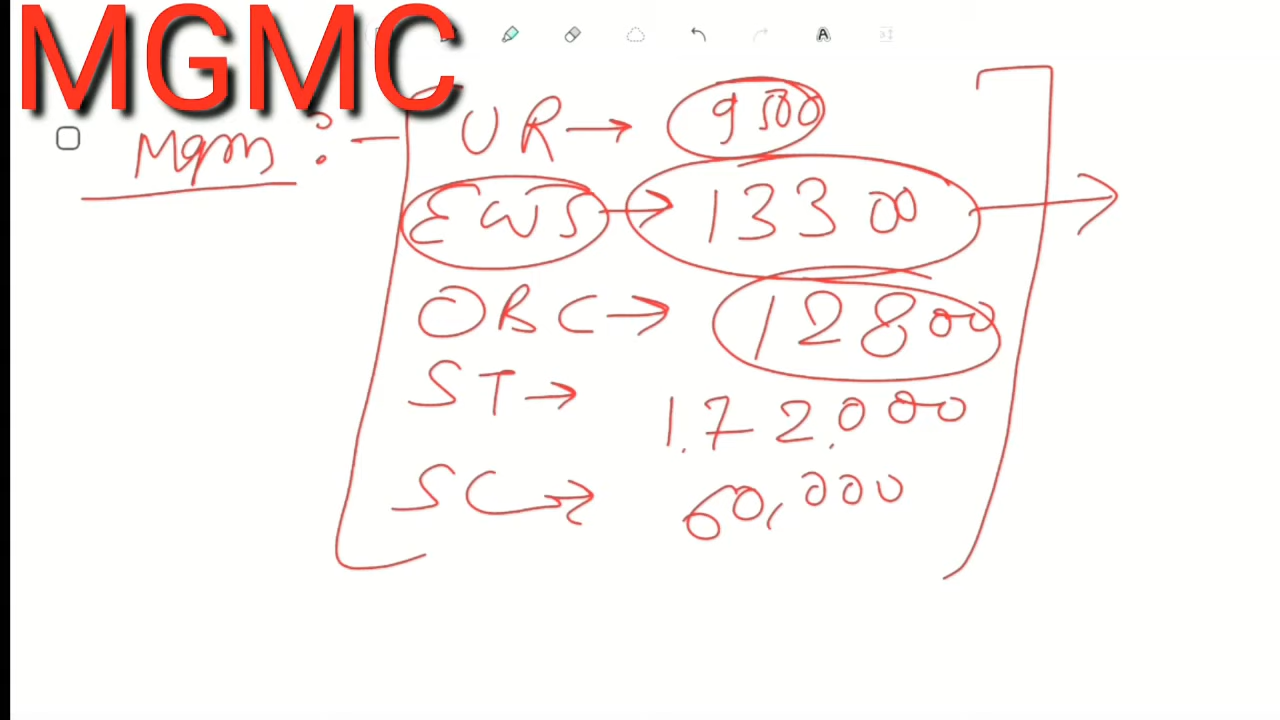 MGMC
Mgm :- UR → 9500
EWS → 13300 →
OBC → 12800
ST → 1.72.000
SC → 60,000